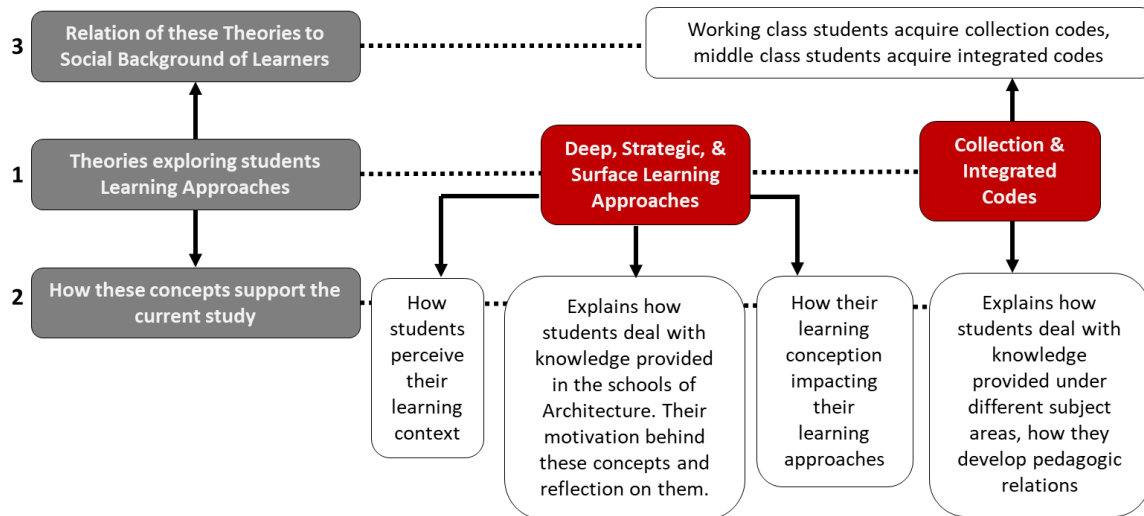 3
Relation of these Theories to
Social Background of Learners
Working class students acquire collection codes,
middle class students acquire integrated codes
1
Theories exploring students
Learning Approaches
Deep, Strategic, &
Surface Learning
Approaches
Collection &
Integrated
Codes
2
How these concepts support the
current study
How
students
perceive
their
learning
context
Explains how
students deal with
knowledge provided
in the schools of
Architecture. Their
motivation behind
these concepts and
reflection on them.
How their
learning
conception
impacting
their
learning
approaches
Explains how
students deal with
knowledge
provided under
different subject
areas, how they
develop pedagogic
relations